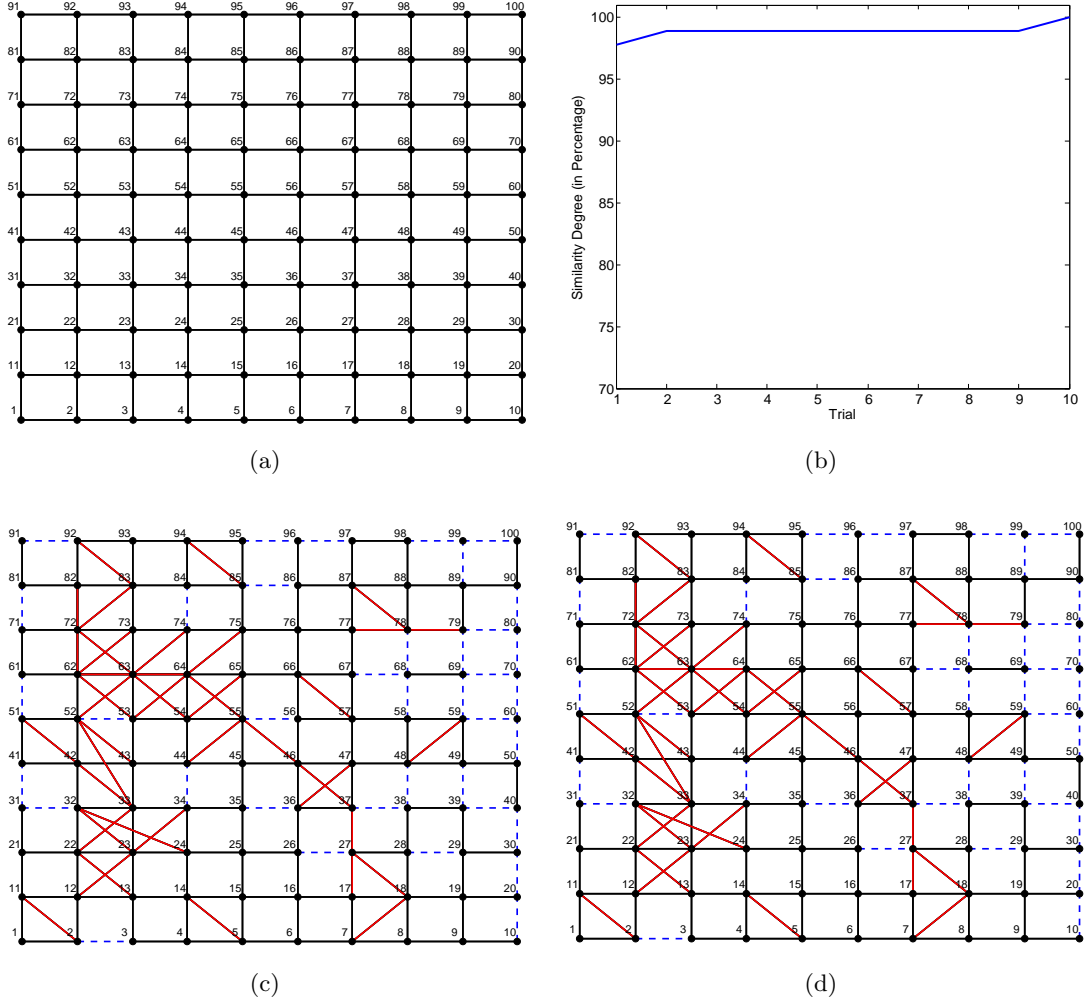 91 92 93 94 95 96 97 98 99 100
81 82 83 84 85 86 87 88 89 90
71 72 73 74 75 76 77 78 79 80
61 62 63 64 65 66 67 68 69 70
51 52 53 54 55 56 57 58 59 60
41 42 43 44 45 46 47 48 49 50
31 32 33 34 35 36 37 38 39 40
21 22 23 24 25 26 27 28 29 30
11 12 13 14 15 16 17 18 19 20
1 2 3 4 5 6 7 8 9 10
(a)
100
95
90
85
80
75
70
Similarity Degree (in Percentage)
1 2 3 4 5 6 7 8 9 10
Trial
(b)
91 92 93 94 95 96 97 98 99 100
81 82 83 84 85 86 87 88 89 90
71 72 73 74 75 76 77 78 79 80
61 62 63 64 65 66 67 68 69 70
51 52 53 54 55 56 57 58 59 60
41 42 43 44 45 46 47 48 49 50
31 32 33 34 35 36 37 38 39 40
21 22 23 24 25 26 27 28 29 30
11 12 13 14 15 16 17 18 19 20
1 2 3 4 5 6 7 8 9 10
(c)
91 92 93 94 95 96 97 98 99 100
81 82 83 84 85 86 87 88 89 90
71 72 73 74 75 76 77 78 79 80
61 62 63 64 65 66 67 68 69 70
51 52 53 54 55 56 57 58 59 60
41 42 43 44 45 46 47 48 49 50
31 32 33 34 35 36 37 38 39 40
21 22 23 24 25 26 27 28 29 30
11 12 13 14 15 16 17 18 19 20
1 2 3 4 5 6 7 8 9 10
(d)